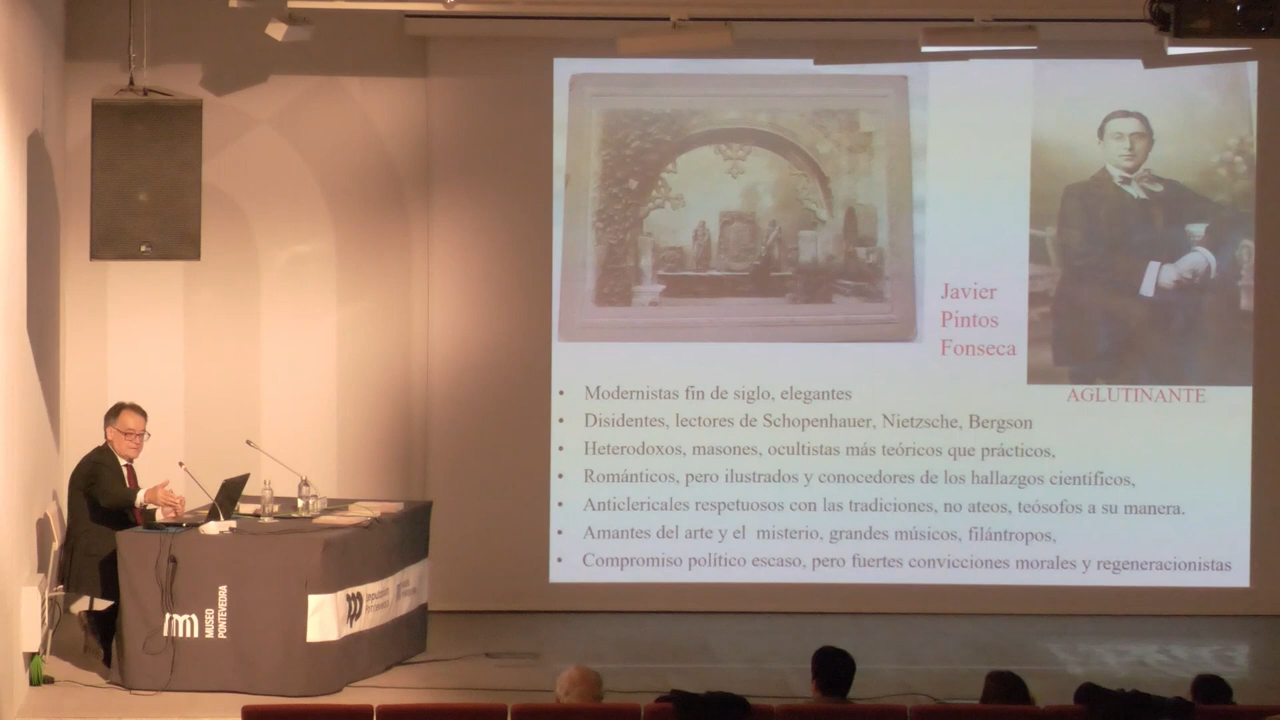 Javier
Pintos
Fonseca
AGLUTINANTE
• Modernistas fin de siglo, elegantes
• Disidentes, lectores de Schopenhauer, Nietzsche, Bergson
• Heterodoxos, masones, ocultistas más teóricos que prácticos,
• Románticos, pero ilustrados y conocedores de los hallazgos científicos,
• Anticlericales respetuosos con las tradiciones, no ateos, teósofos a su manera.
• Amantes del arte y el misterio, grandes músicos, filántropos,
• Compromiso político escaso, pero fuertes convicciones morales y regeneracionistas
MUSEO
PONTEVEDRA